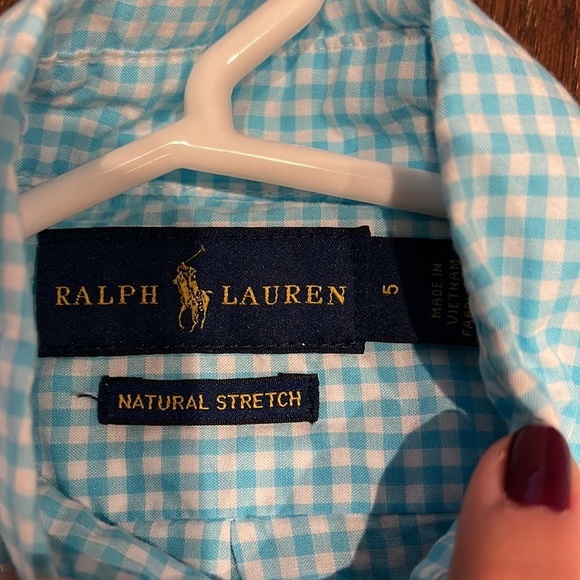 RALPH LAUREN
5
MADE IN
VIETNAM
NATURAL STRETCH